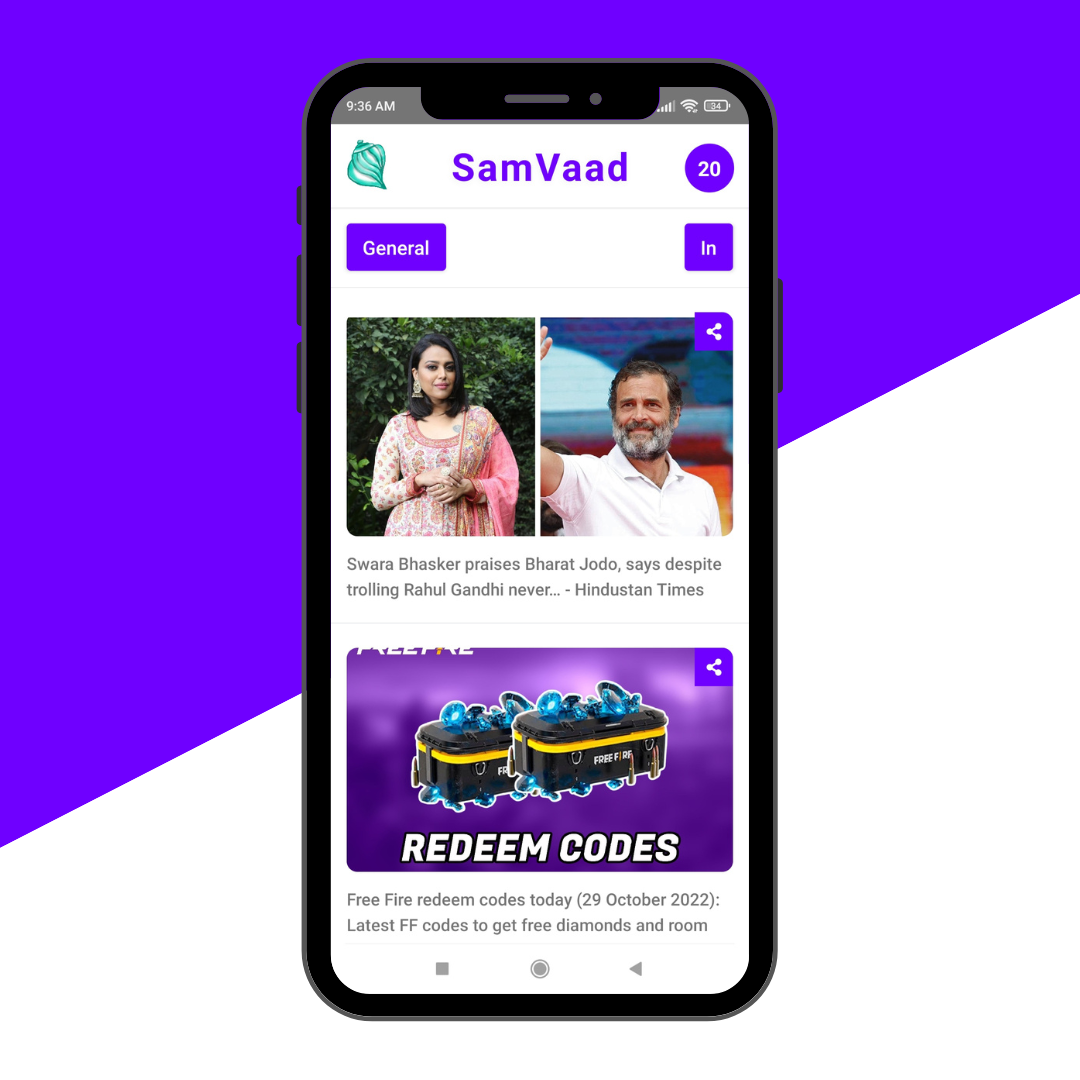 9:36 AM
34
SamVaad
20
General
In
Swara Bhasker praises Bharat Jodo, says despite
trolling Rahul Gandhi never... - Hindustan Times
FREE FIRE
FREE FIRE
REDEEM CODES
Free Fire redeem codes today (29 October 2022):
Latest FF codes to get free diamonds and room